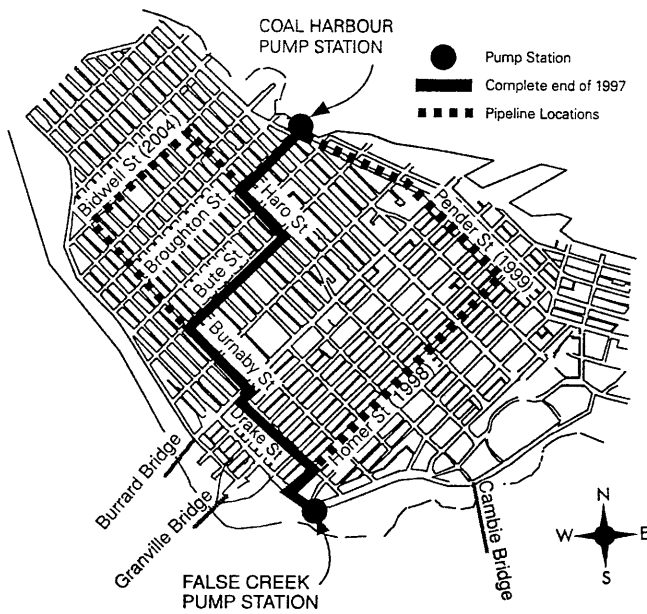 COAL HARBOUR
PUMP STATION
Pump Station
Complete end of 1997
Pipeline Locations
Bidwell St (2004)
Broughton St
Haro St
Bute St
Pender St (1999)
Burnaby St
Drake St
Homer St (1998)
Burrard Bridge
Granville Bridge
Cambie Bridge
N
W
E
S
FALSE CREEK
PUMP STATION